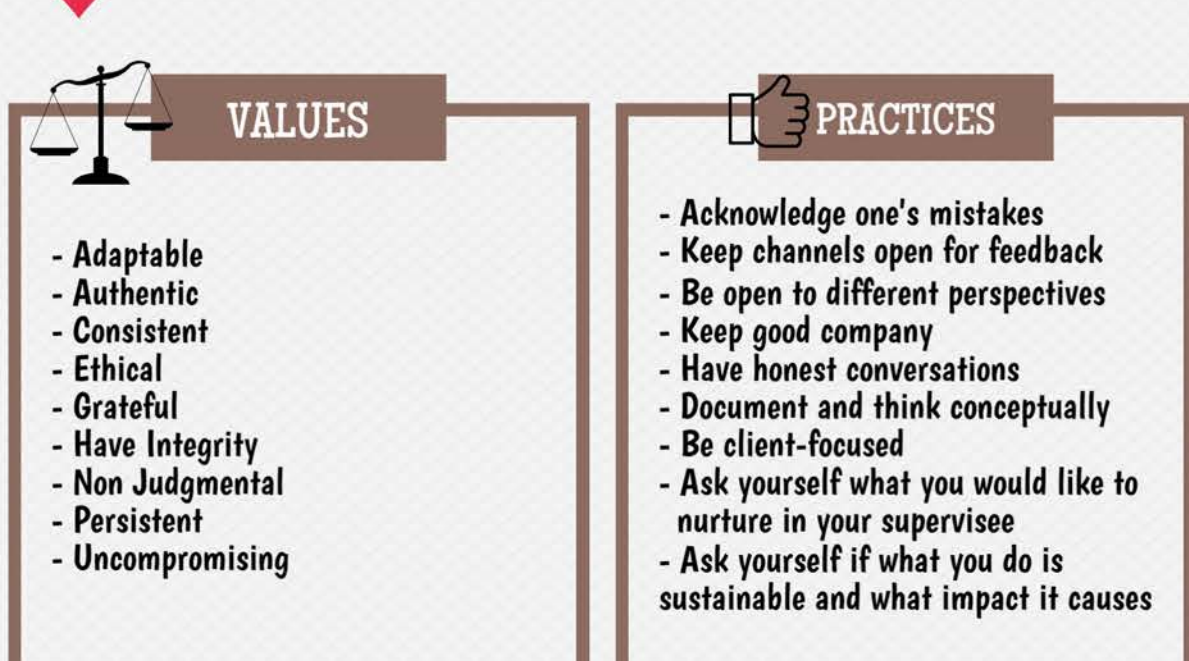 VALUES
- Adaptable
- Authentic
- Consistent
- Ethical
- Grateful
- Have Integrity
- Non Judgmental
- Persistent
- Uncompromising
PRACTICES
- Acknowledge one's mistakes
- Keep channels open for feedback
- Be open to different perspectives
- Keep good company
- Have honest conversations
- Document and think conceptually
- Be client-focused
- Ask yourself what you would like to
nurture in your supervisee
- Ask yourself if what you do is
sustainable and what impact it causes